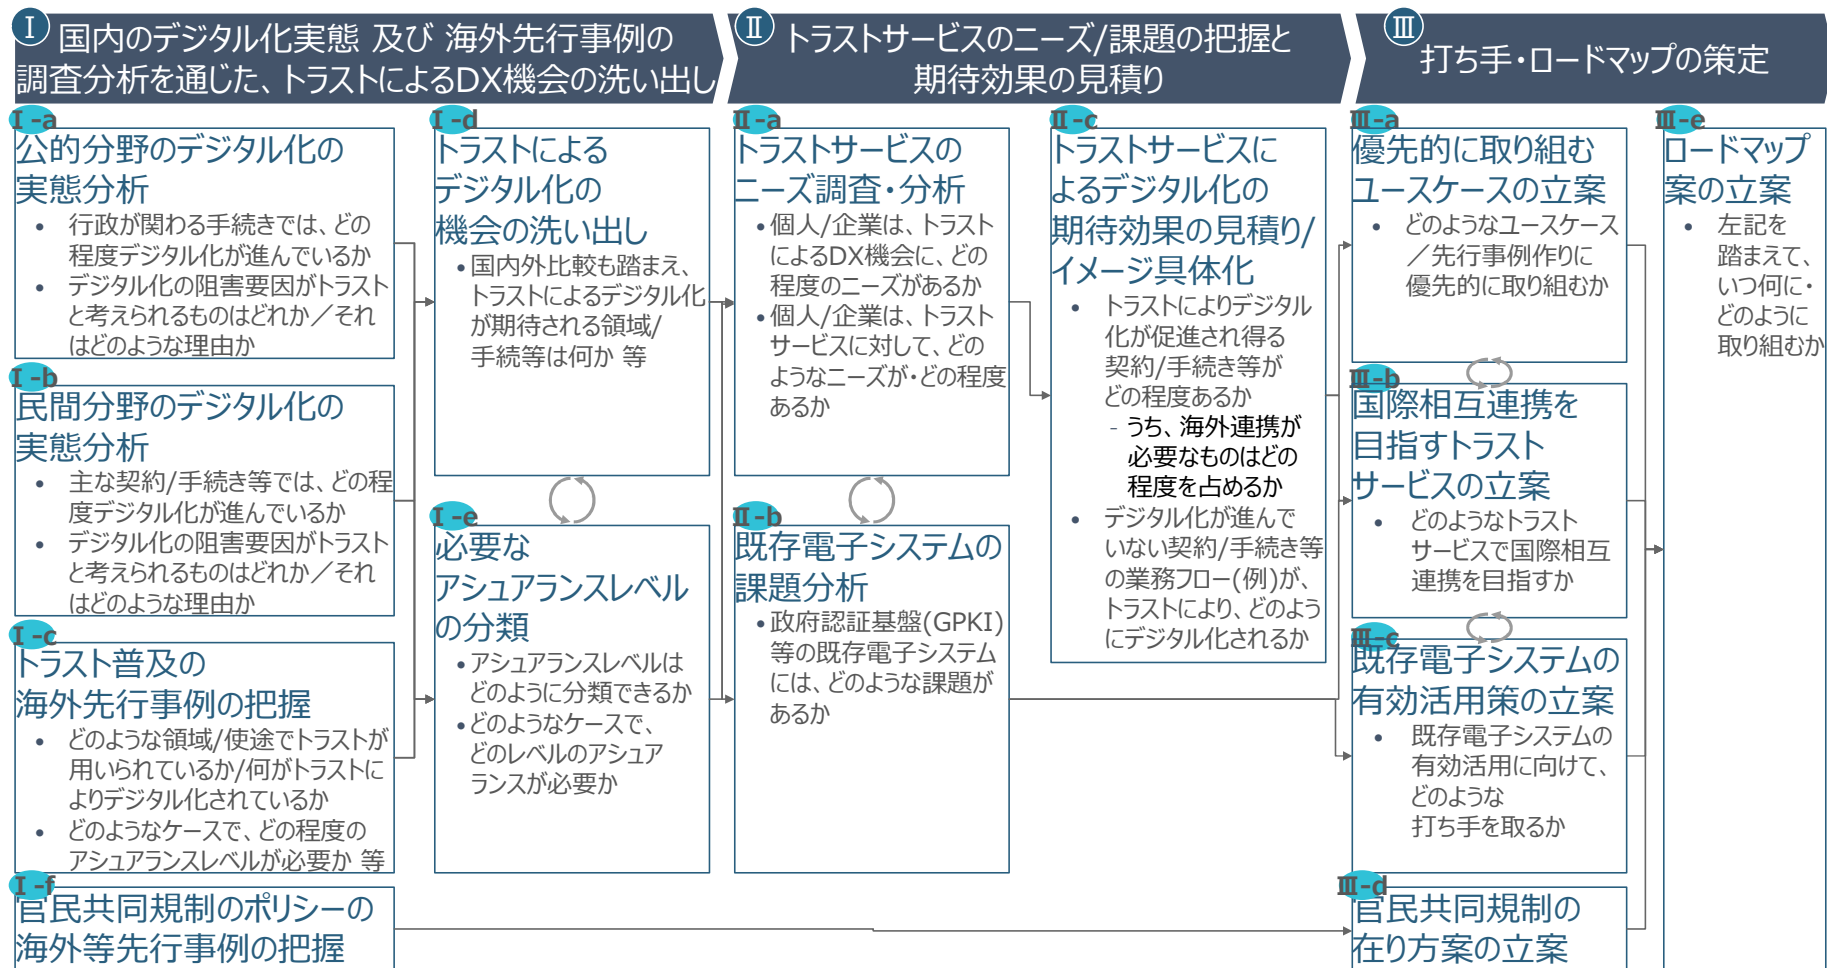 Ⅰ
国内のデジタル化実態 及び 海外先行事例の
調査分析を通じた、トラストによるDX機会の洗い出し
Ⅱ
トラストサービスのニーズ/課題の把握と
期待効果の見積り
Ⅲ
打ち手・ロードマップの策定
Ⅰ-a
公的分野のデジタル化の
実態分析
• 行政が関わる手続きでは、どの
程度デジタル化が進んでいるか
• デジタル化の阻害要因がトラスト
と考えられるものはどれか／それ
はどのような理由か
Ⅰ-b
民間分野のデジタル化の
実態分析
• 主な契約/手続き等では、どの程
度デジタル化が進んでいるか
• デジタル化の阻害要因がトラスト
と考えられるものはどれか／それ
はどのような理由か
Ⅰ-c
トラスト普及の
海外先行事例の把握
• どのような領域/使途でトラストが
用いられているか/何がトラストに
よりデジタル化されているか
• どのようなケースで、どの程度の
アシュアランスレベルが必要か 等
Ⅰ-f
官民共同規制のポリシーの
海外等先行事例の把握
Ⅰ-d
トラストによる
デジタル化の
機会の洗い出し
• 国内外比較も踏まえ、
トラストによるデジタル化
が期待される領域/
手続等は何か 等
Ⅰ-e
必要な
アシュアランスレベル
の分類
• アシュアランスレベルは
どのように分類できるか
• どのようなケースで、
どのレベルのアシュア
ランスが必要か
Ⅱ-a
トラストサービスの
ニーズ調査・分析
• 個人/企業は、トラスト
によるDX機会に、どの
程度のニーズがあるか
• 個人/企業は、トラスト
サービスに対して、どの
ようなニーズが・どの程度
あるか
Ⅱ-b
既存電子システムの
課題分析
• 政府認証基盤(GPKI)
等の既存電子システム
には、どのような課題が
あるか
Ⅱ-c
トラストサービスに
よるデジタル化の
期待効果の見積り/
イメージ具体化
• トラストによりデジタル
化が促進され得る
契約/手続き等が
どの程度あるか
- うち、海外連携が
必要なものはどの
程度を占めるか
• デジタル化が進んで
いない契約/手続き等
の業務フロー(例)が、
トラストにより、どのよう
にデジタル化されるか
Ⅲ-a
優先的に取り組む
ユースケースの立案
• どのようなユースケース
／先行事例作りに
優先的に取り組むか
Ⅲ-b
国際相互連携を
目指すトラスト
サービスの立案
• どのようなトラスト
サービスで国際相互
連携を目指すか
Ⅲ-c
既存電子システムの
有効活用策の立案
• 既存電子システムの
有効活用に向けて、
どのような
打ち手を取るか
Ⅲ-d
官民共同規制の
在り方案の立案
Ⅲ-e
ロードマップ
案の立案
• 左記を
踏まえて、
いつ何に・
どのように
取り組むか